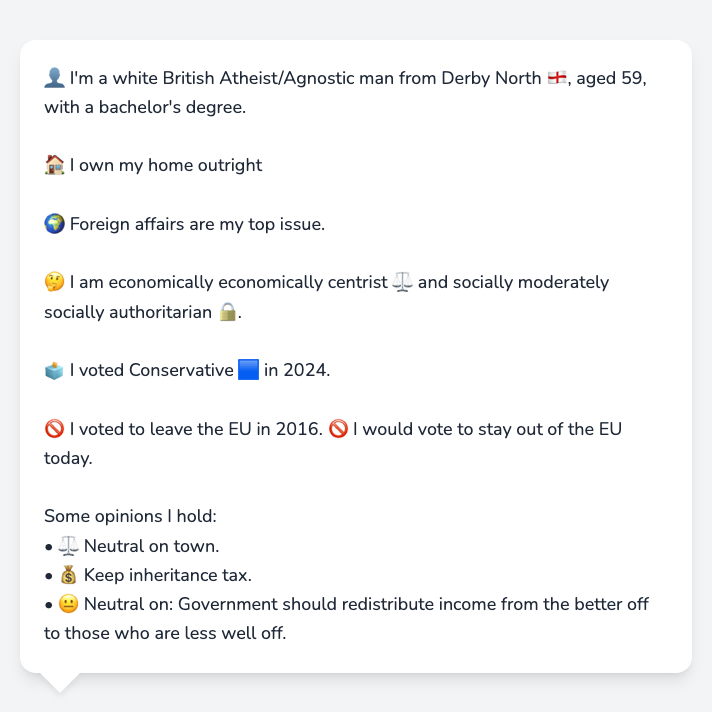 👤 I'm a white British Atheist/Agnostic man from Derby North 🏴󠁧󠁢󠁥󠁮󠁧󠁿, aged 59,
with a bachelor's degree.
🏠 I own my home outright
🌍 Foreign affairs are my top issue.
🤔 I am economically economically centrist ⚖️ and socially moderately
socially authoritarian 🔒.
🗳️ I voted Conservative 🟦 in 2024.
🚫 I voted to leave the EU in 2016. 🚫 I would vote to stay out of the EU
today.
Some opinions I hold:
• ⚖️ Neutral on town.
• 💰 Keep inheritance tax.
• 😐 Neutral on: Government should redistribute income from the better off
to those who are less well off.